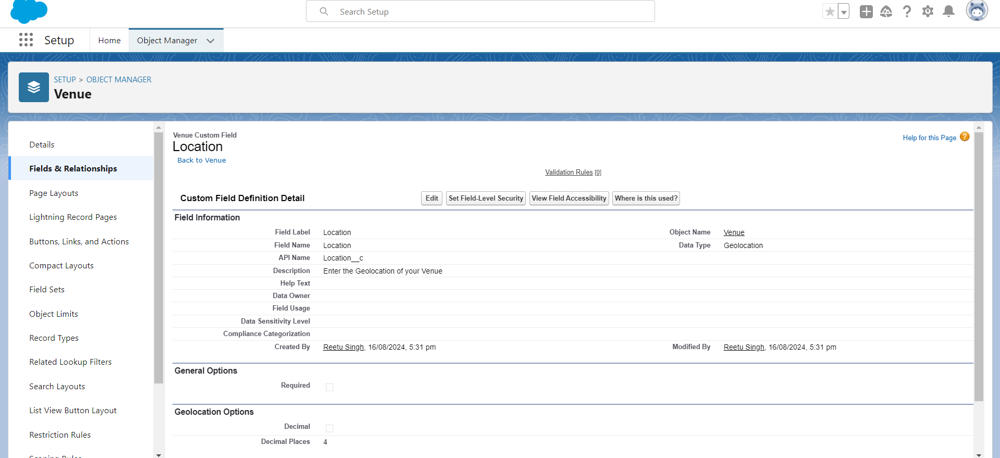 Search Setup
Setup
Home
Object Manager
SETUP > OBJECT MANAGER
Venue
Details
Fields & Relationships
Page Layouts
Lightning Record Pages
Buttons, Links, and Actions
Compact Layouts
Field Sets
Object Limits
Record Types
Related Lookup Filters
Search Layouts
List View Button Layout
Restriction Rules
Scoping Rules
Venue Custom Field
Location
Back to Venue
Help for this Page ?
Validation Rules [0]
Custom Field Definition Detail
Edit
Set Field-Level Security
View Field Accessibility
Where is this used?
Field Information
Field Label Location Object Name Venue
Field Name Location Data Type Geolocation
API Name Location__c
Description Enter the Geolocation of your Venue
Help Text
Data Owner
Field Usage
Data Sensitivity Level
Compliance Categorization
Created By Reetu Singh, 16/08/2024, 5:31 pm Modified By Reetu Singh, 16/08/2024, 5:31 pm
General Options
Required
Geolocation Options
Decimal
Decimal Places 4